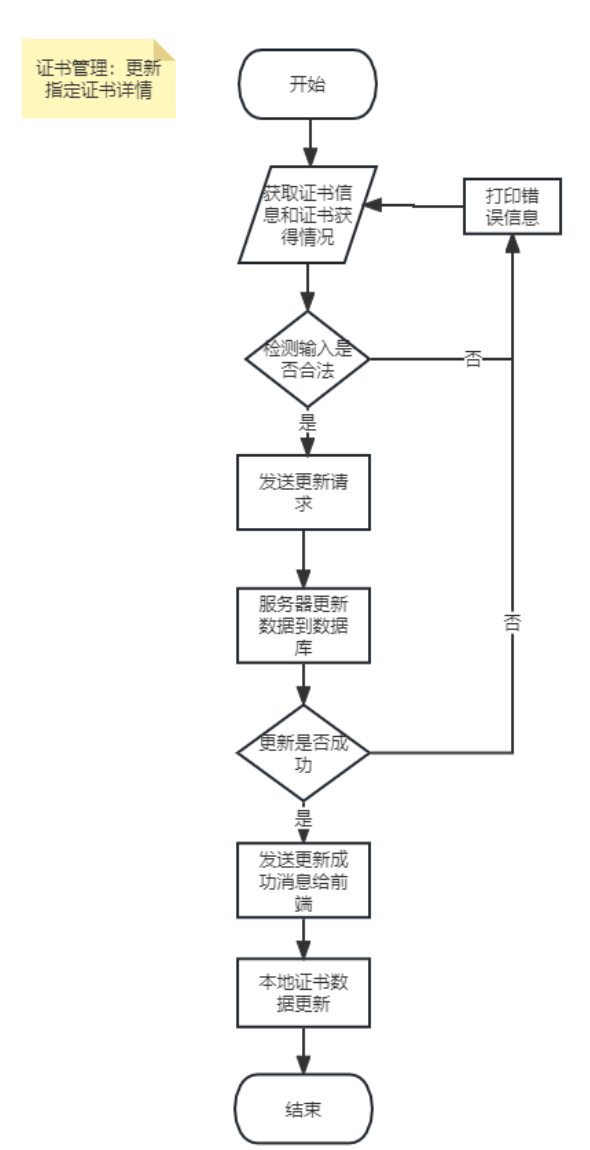 证书管理：更新
指定证书详情
开始
获取证书信
息和证书获
得情况
打印错
误信息
检测输入是
否合法
否
是
发送更新请
求
服务器更新
数据到数据
库
否
更新是否成
功
是
发送更新成
功消息给前
端
本地证书数
据更新
结束